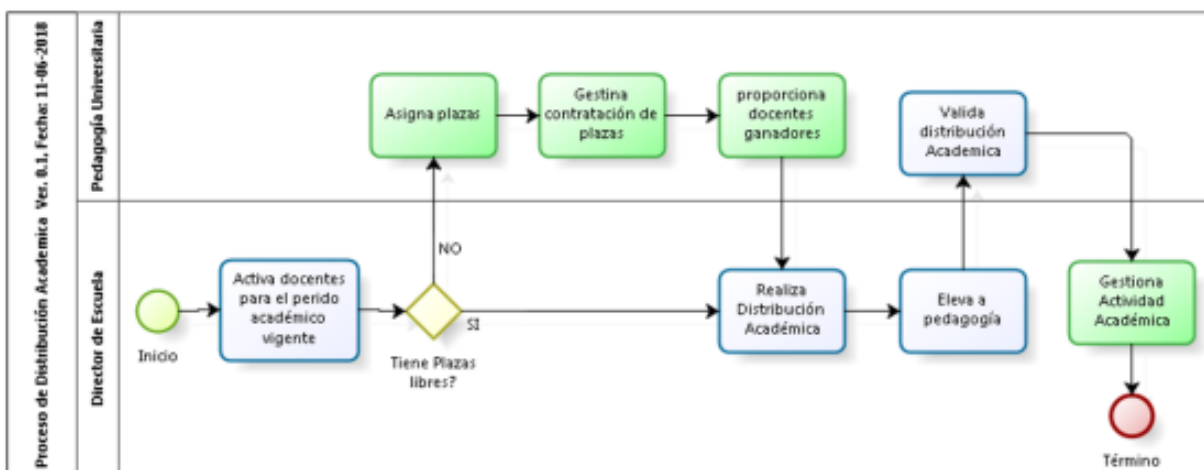 Proceso de Distribución Academica Ver. 0.1, Fecha: 11-06-2018
Pedagogía Universitaria
Asigna plazas
Gestina
contratación de
plazas
proporciona
docentes
ganadores
Valida
distribución
Academica
Director de Escuela
Inicio
Activa docentes
para el perido
académico
vigente
NO
SI
Tiene Plazas
libres?
Realiza
Distribución
Académica
Eleva a
pedagogía
Gestiona
Actividad
Académica
Término